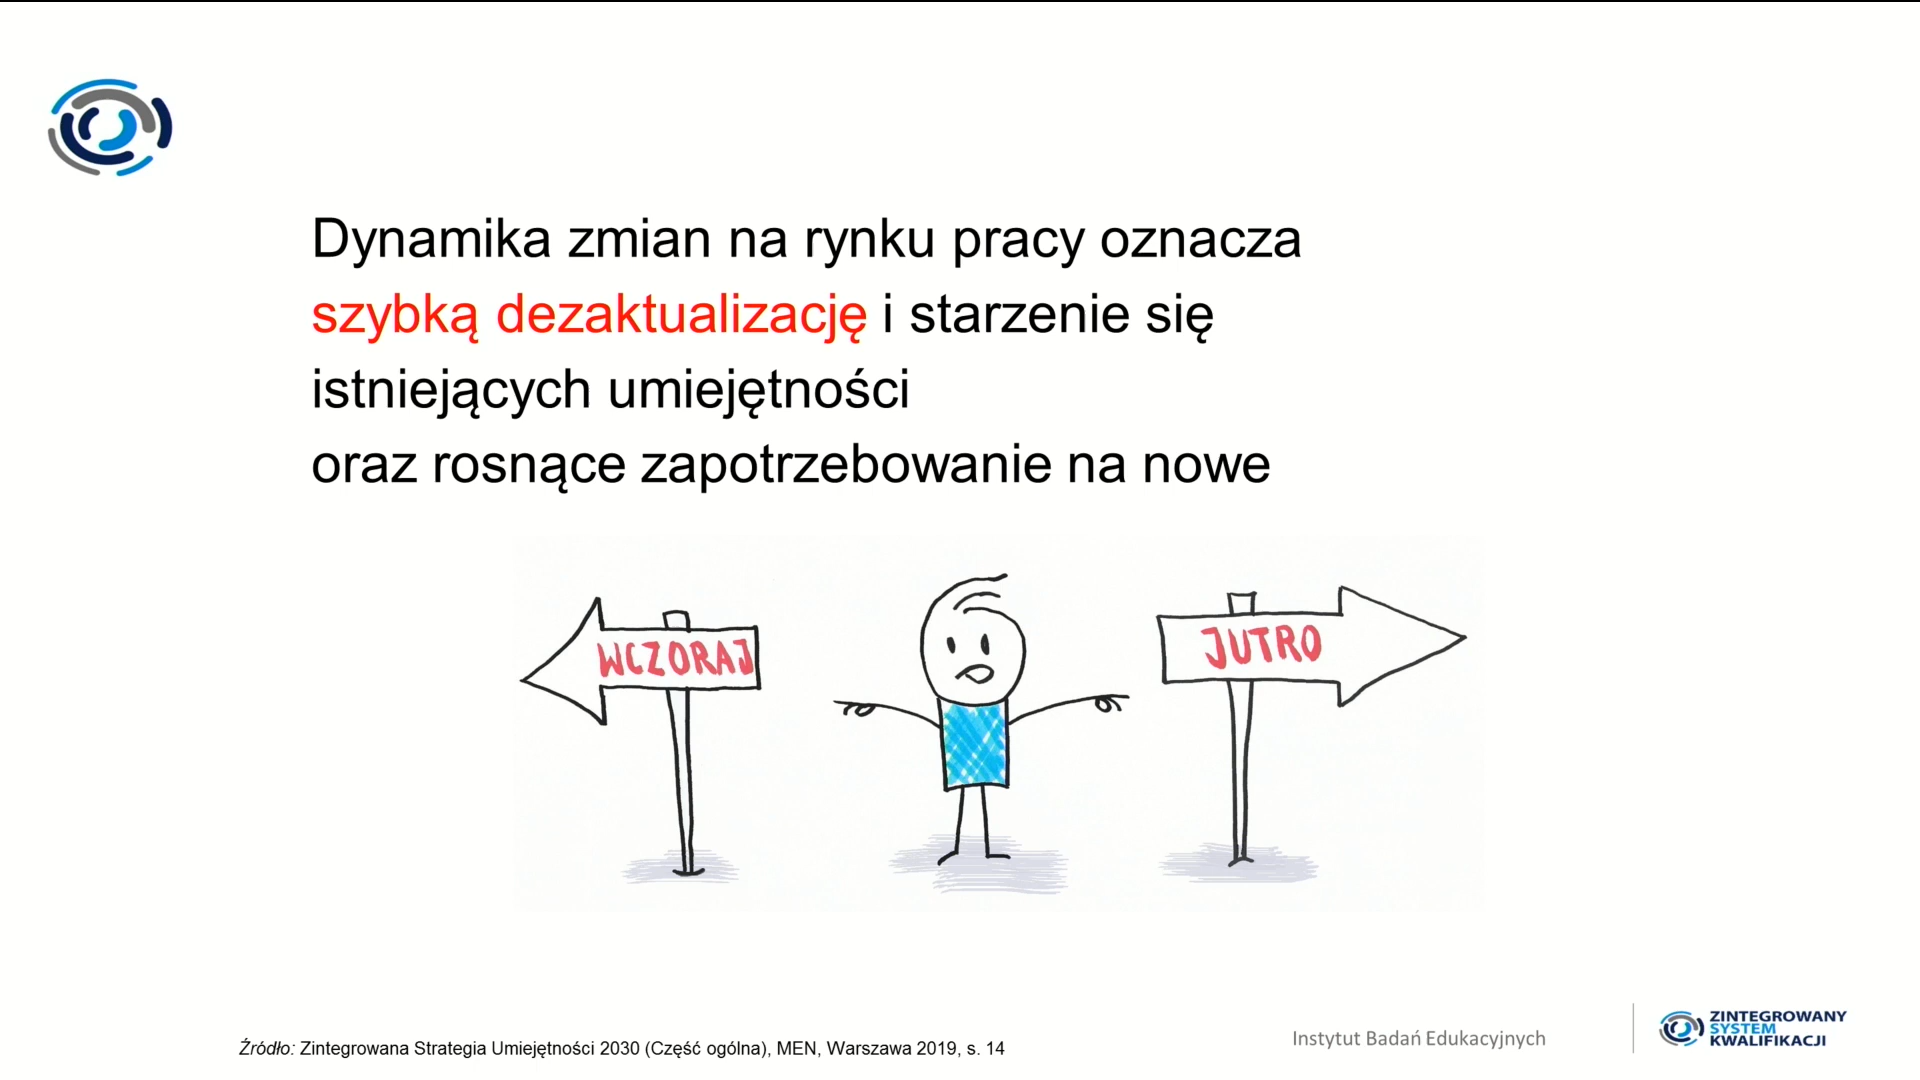 Dynamika zmian na rynku pracy oznacza
szybką dezaktualizację i starzenie się
istniejących umiejętności
oraz rosnące zapotrzebowanie na nowe
WCZORAJ
JUTRO
Źródło: Zintegrowana Strategia Umiejętności 2030 (Część ogólna), MEN, Warszawa 2019, s. 14
Instytut Badań Edukacyjnych
ZINTEGROWANY
SYSTEM
KWALIFIKACJI